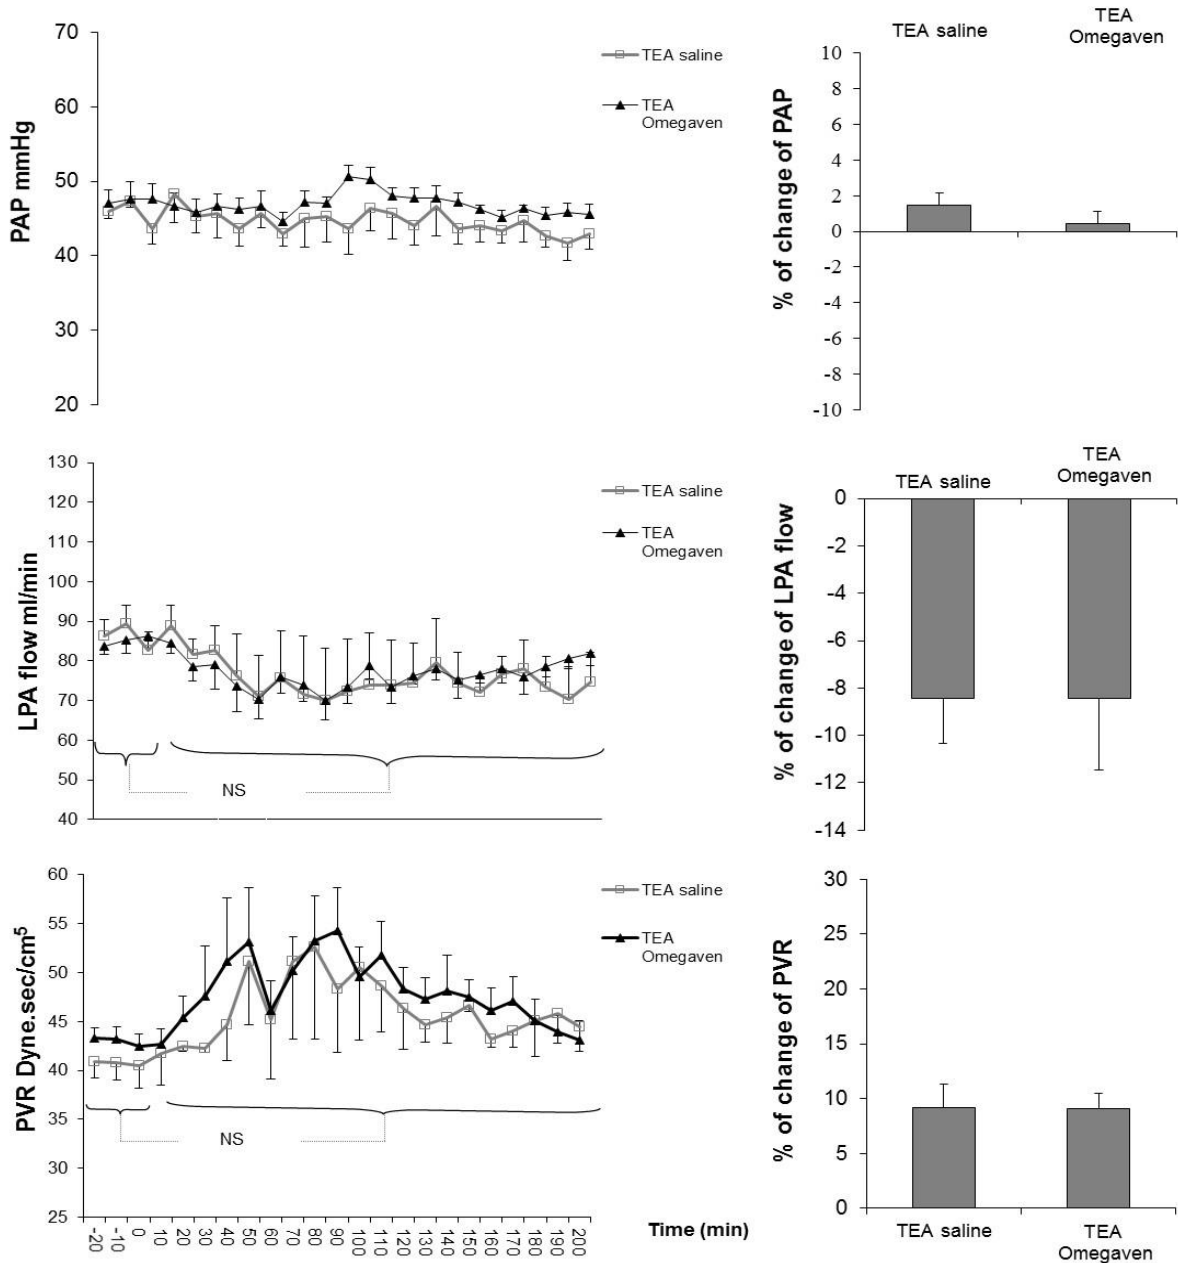 PAP mmHg
70
60
50
40
30
20
TEA saline
TEA
Omegaven
% of change of PAP
TEA saline
TEA
Omegaven
10
8
6
4
2
0
-2
-4
-6
-8
-10
LPA flow ml/min
130
120
110
100
90
80
70
60
50
40
NS
TEA saline
TEA
Omegaven
% of change of LPA flow
TEA saline
TEA
Omegaven
0
-2
-4
-6
-8
-10
-12
-14
PVR Dyne.sec/cm⁵
60
55
50
45
40
35
30
25
NS
TEA saline
TEA
Omegaven
-20 -10 0 10 20 30 40 50 60 70 80 90 100 110 120 130 140 150 160 170 180 190 200
Time (min)
% of change of PVR
30
25
20
15
10
5
0
TEA saline
TEA
Omegaven